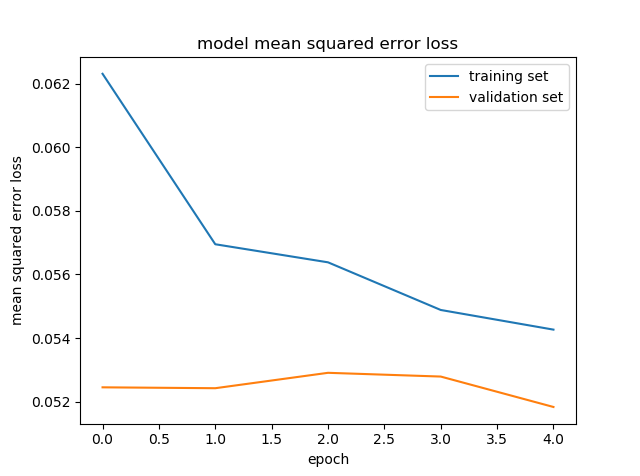 model mean squared error loss
training set
validation set
mean squared error loss
0.062
0.060
0.058
0.056
0.054
0.052
0.0 0.5 1.0 1.5 2.0 2.5 3.0 3.5 4.0
epoch